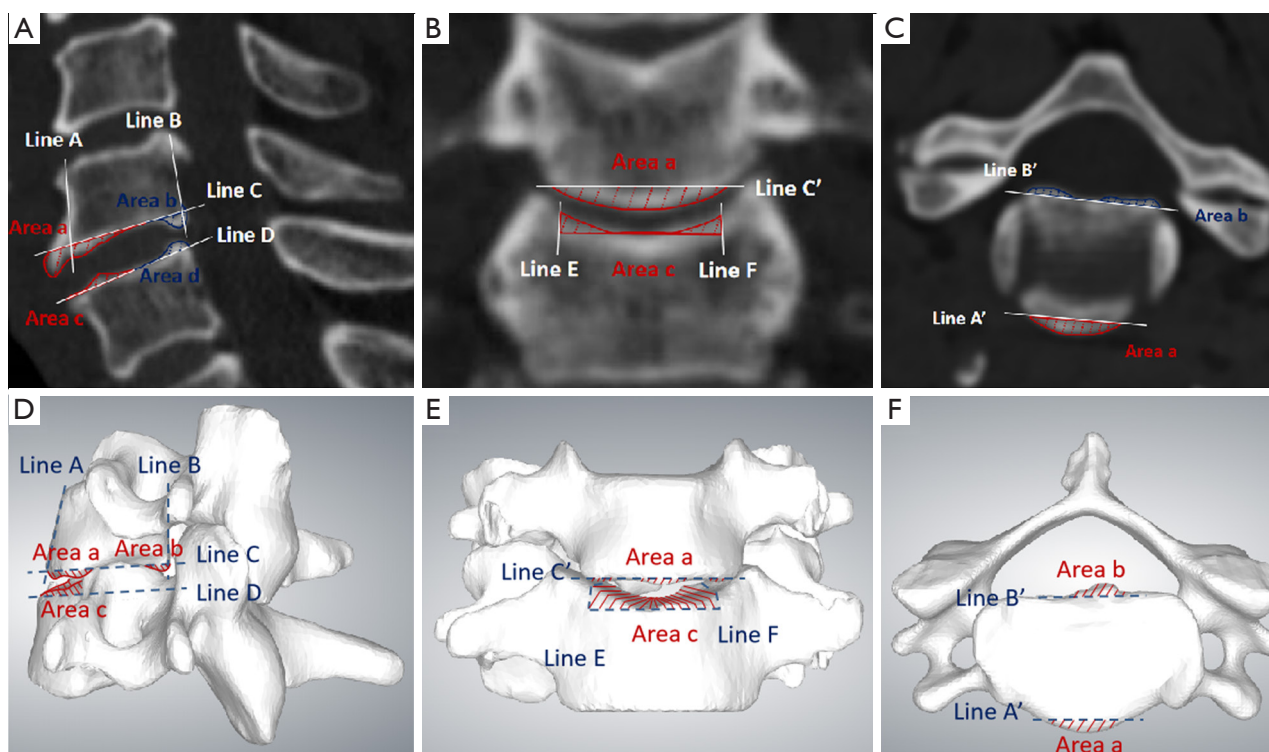 A
Line A
Line B
Area b
Line C
Area a
Line D
Area d
Area c
B
Area a
Line C’
Line E
Area c
Line F
C
Line B’
Area b
Line A’
Area a
D
Line A
Line B
Area a
Area b
Line C
Line D
Area c
E
Area a
Line C’
Area c
Line F
Line E
F
Area b
Line B’
Line A’
Area a